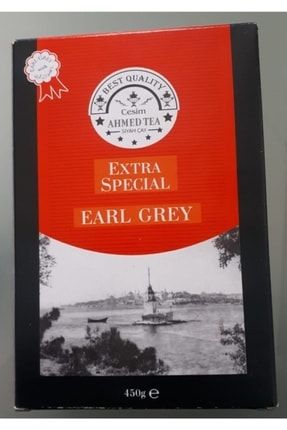 BEST QUALITY
Cesim
AHMED TEA
SİYAH ÇAY
EXTRA
SPECIAL
EARL GREY
450g e